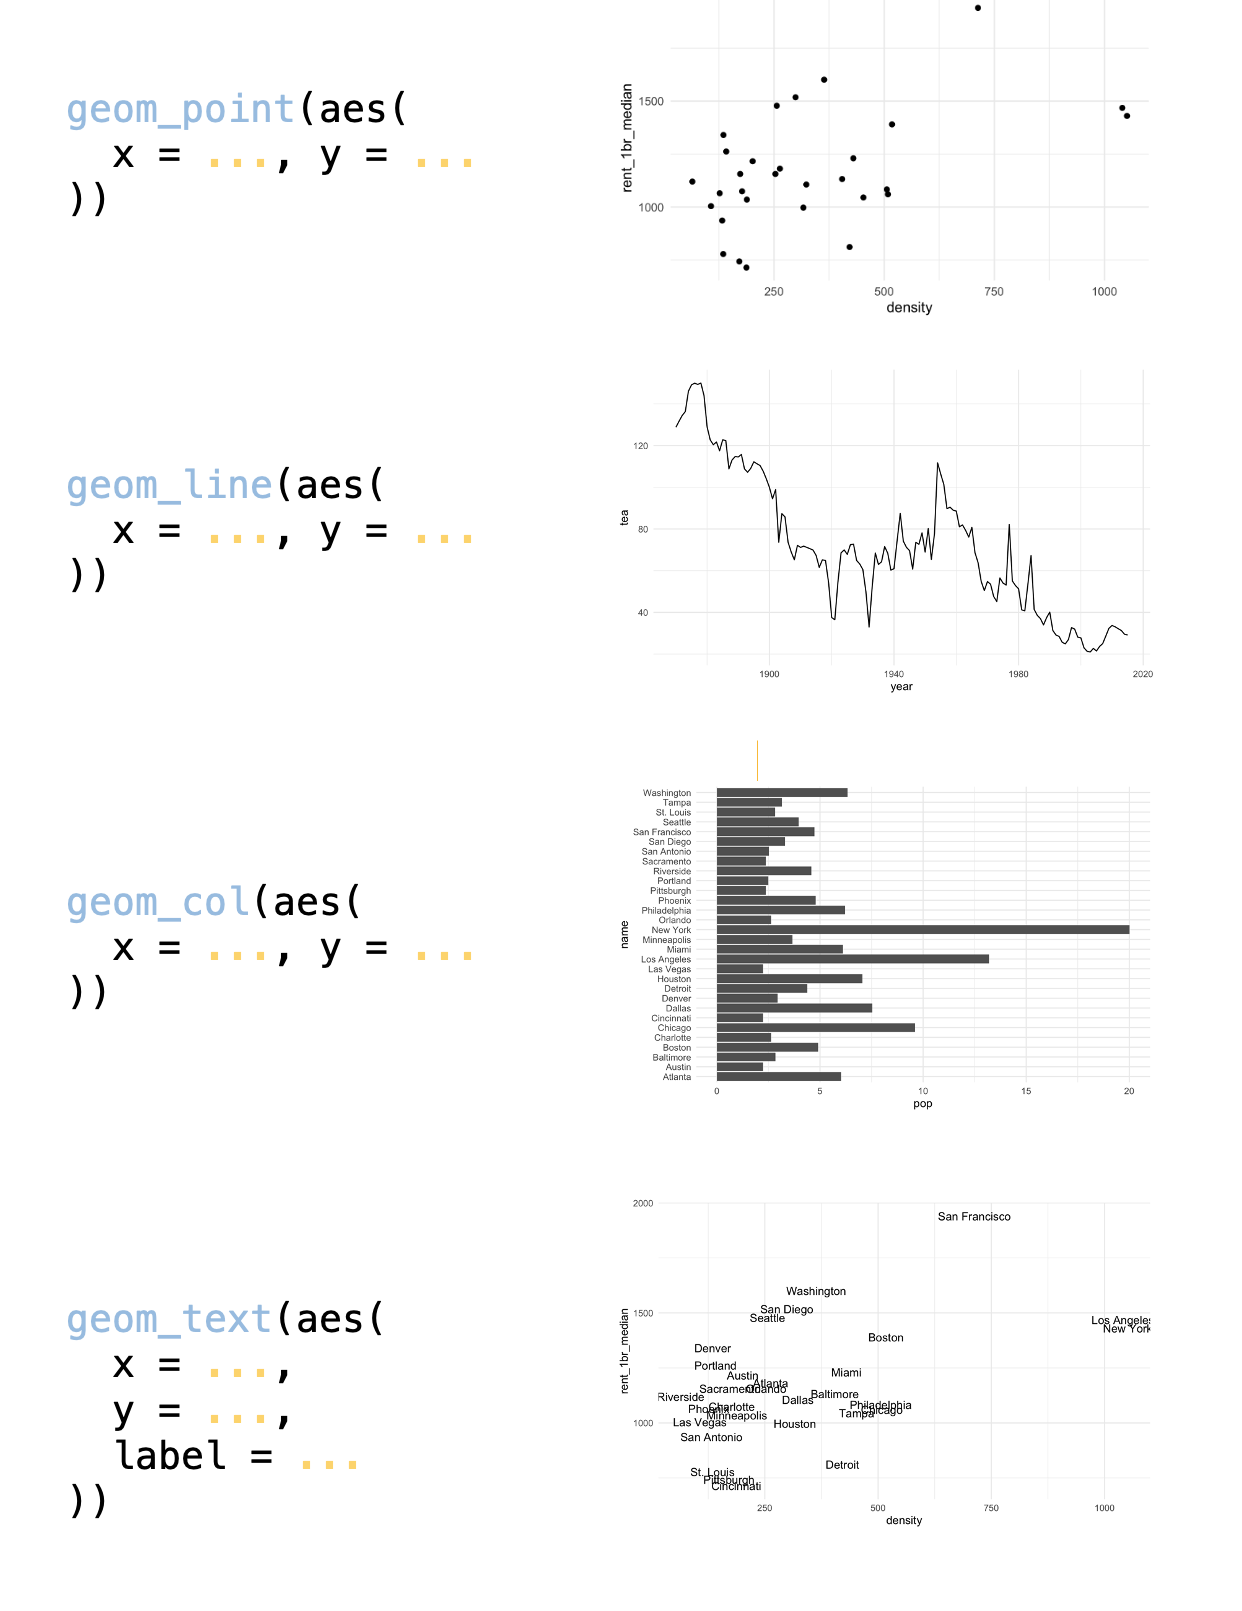 geom_point(aes(
x = ..., y = ...
))
1500
1000
rent_1br_median
250 500 750 1000
density
geom_line(aes(
x = ..., y = ...
))
120
80
40
tea
1900 1940 1980 2020
year
geom_col(aes(
x = ..., y = ...
))
name
Washington
Tampa
St. Louis
Seattle
San Francisco
San Diego
San Antonio
Sacramento
Riverside
Portland
Pittsburgh
Phoenix
Philadelphia
Orlando
New York
Minneapolis
Miami
Los Angeles
Las Vegas
Houston
Detroit
Denver
Dallas
Cincinnati
Chicago
Charlotte
Boston
Baltimore
Austin
Atlanta
0 5 10 15 20
pop
geom_text(aes(
x = ...,
y = ...,
label = ...
))
2000
1500
1000
rent_1br_median
San Francisco
Washington
San Diego
Seattle
Los Angeles
New York
Boston
Denver
Portland
Miami
Austin
Atlanta
Sacramento
Orlando
Baltimore
Riverside
Dallas
Philadelphia
Charlotte
Phoenix
Chicago
Tampa
Minneapolis
Las Vegas
Houston
San Antonio
Detroit
St. Louis
Pittsburgh
Cincinnati
250 500 750 1000
density